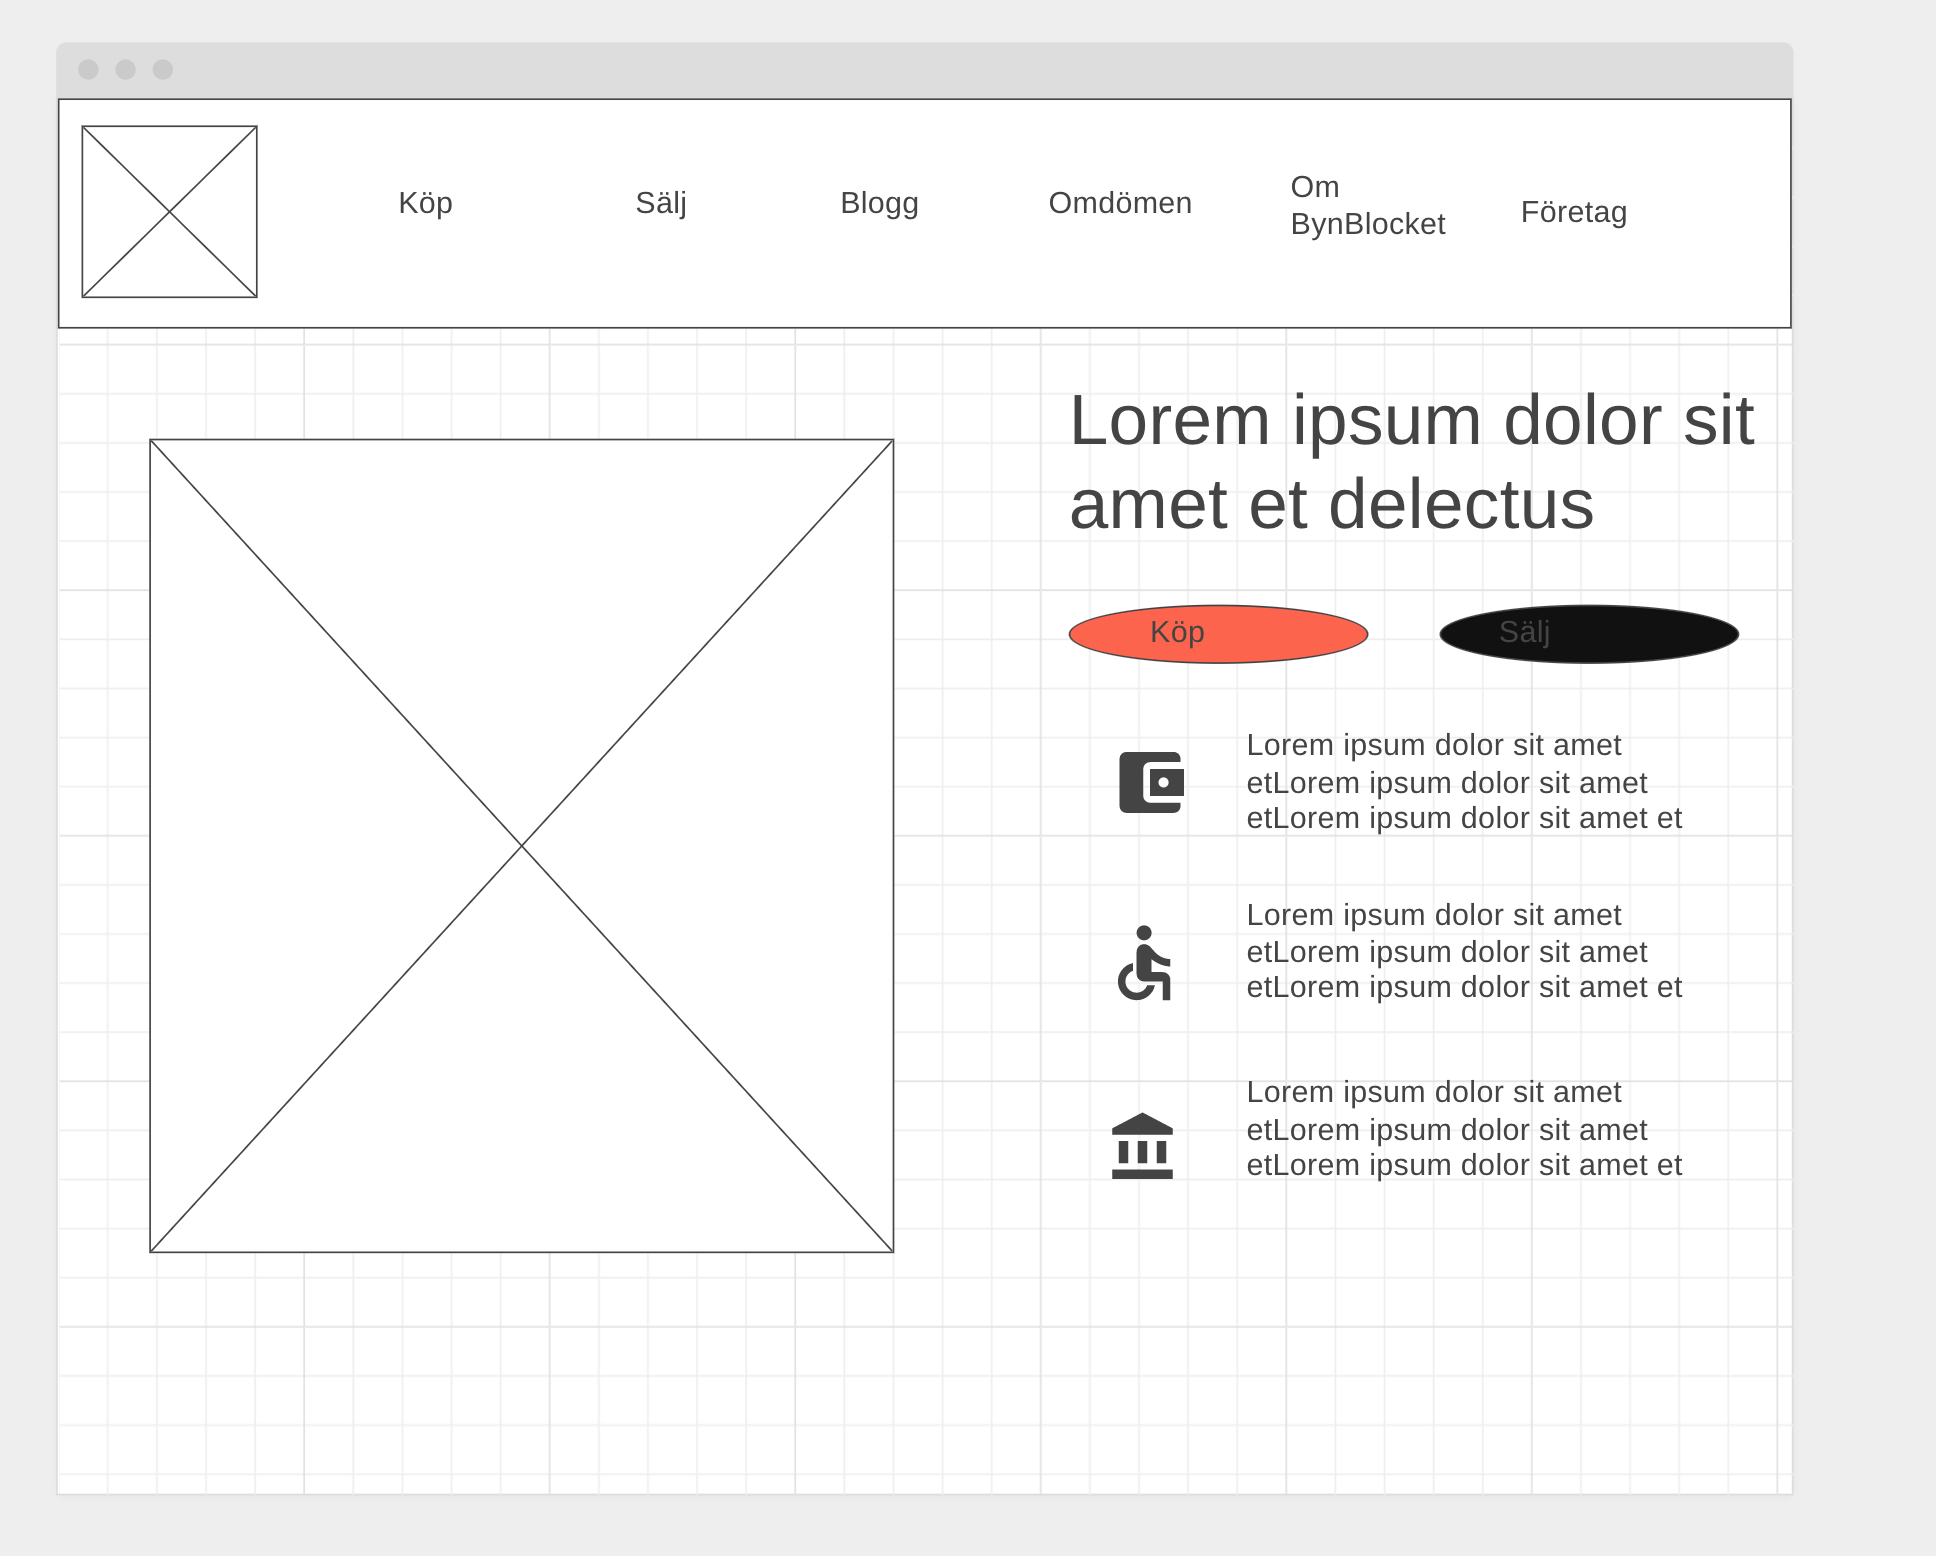 Köp
Sälj
Blogg
Omdömen
Om
BynBlocket
Företag
Lorem ipsum dolor sit
amet et delectus
Köp
Sälj
Lorem ipsum dolor sit amet
etLorem ipsum dolor sit amet
etLorem ipsum dolor sit amet et
Lorem ipsum dolor sit amet
etLorem ipsum dolor sit amet
etLorem ipsum dolor sit amet et
Lorem ipsum dolor sit amet
etLorem ipsum dolor sit amet
etLorem ipsum dolor sit amet et